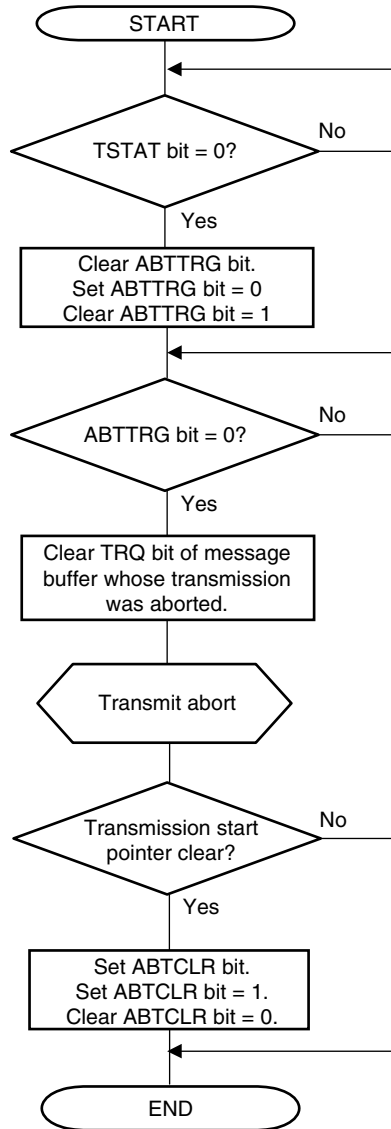 START
TSTAT bit = 0?
No
Yes
Clear ABTTRG bit.
Set ABTTRG bit = 0
Clear ABTTRG bit = 1
ABTTRG bit = 0?
No
Yes
Clear TRQ bit of message
buffer whose transmission
was aborted.
Transmit abort
Transmission start
pointer clear?
No
Yes
Set ABTCLR bit.
Set ABTCLR bit = 1.
Clear ABTCLR bit = 0.
END